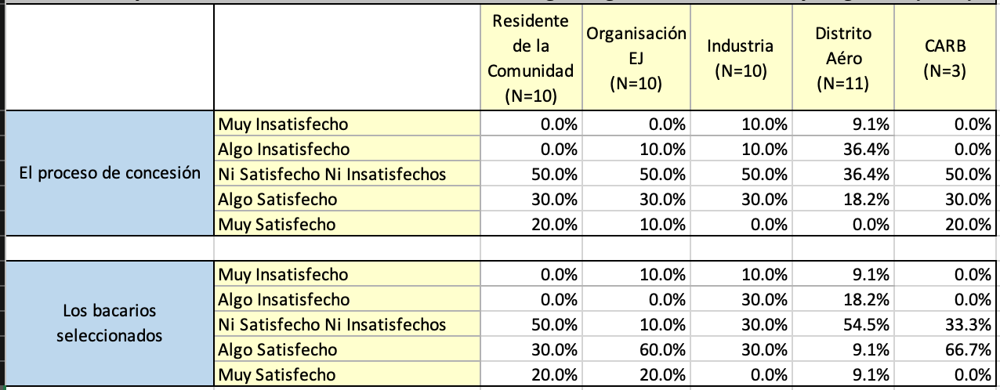 Residente de la Comunidad (N=10) Organisación EJ (N=10) Industria (N=10) Distrito Aéro (N=11) CARB (N=3)
El proceso de concesión
Muy Insatisfecho 0.0% 0.0% 10.0% 9.1% 0.0%
Algo Insatisfecho 0.0% 10.0% 10.0% 36.4% 0.0%
Ni Satisfecho Ni Insatisfechos 50.0% 50.0% 50.0% 36.4% 50.0%
Algo Satisfecho 30.0% 30.0% 30.0% 18.2% 30.0%
Muy Satisfecho 20.0% 10.0% 0.0% 0.0% 20.0%
Los bacarios seleccionados
Muy Insatisfecho 0.0% 10.0% 10.0% 9.1% 0.0%
Algo Insatisfecho 0.0% 0.0% 30.0% 18.2% 0.0%
Ni Satisfecho Ni Insatisfechos 50.0% 10.0% 30.0% 54.5% 33.3%
Algo Satisfecho 30.0% 60.0% 30.0% 9.1% 66.7%
Muy Satisfecho 20.0% 20.0% 0.0% 9.1% 0.0%